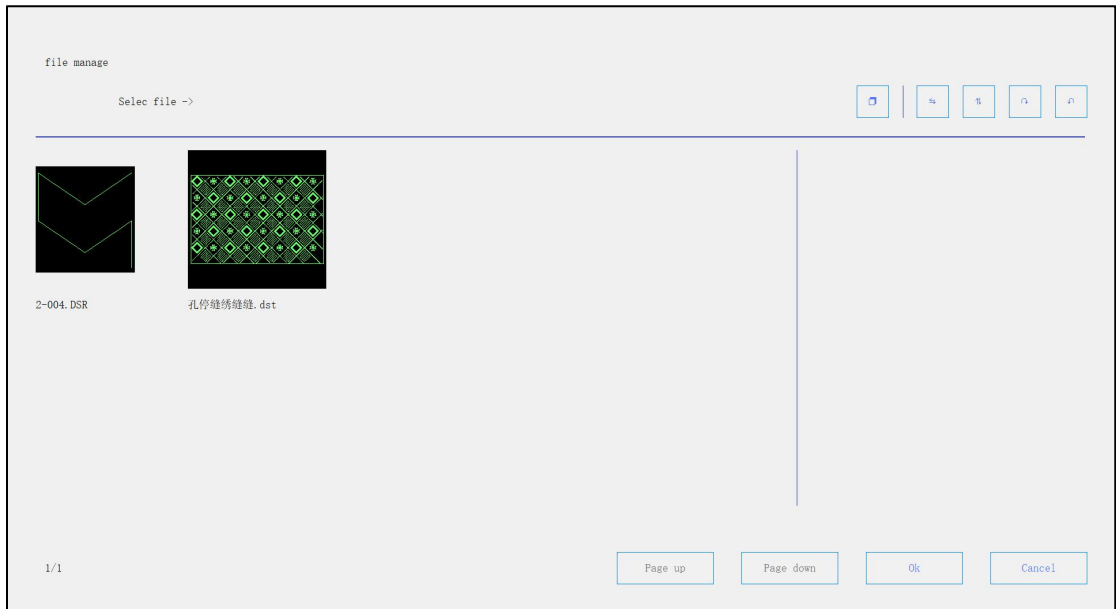 file manage
Selec file ->
2-004.DSR
孔停缝绣缝缝.dst
1/1
Page up
Page down
Ok
Cancel